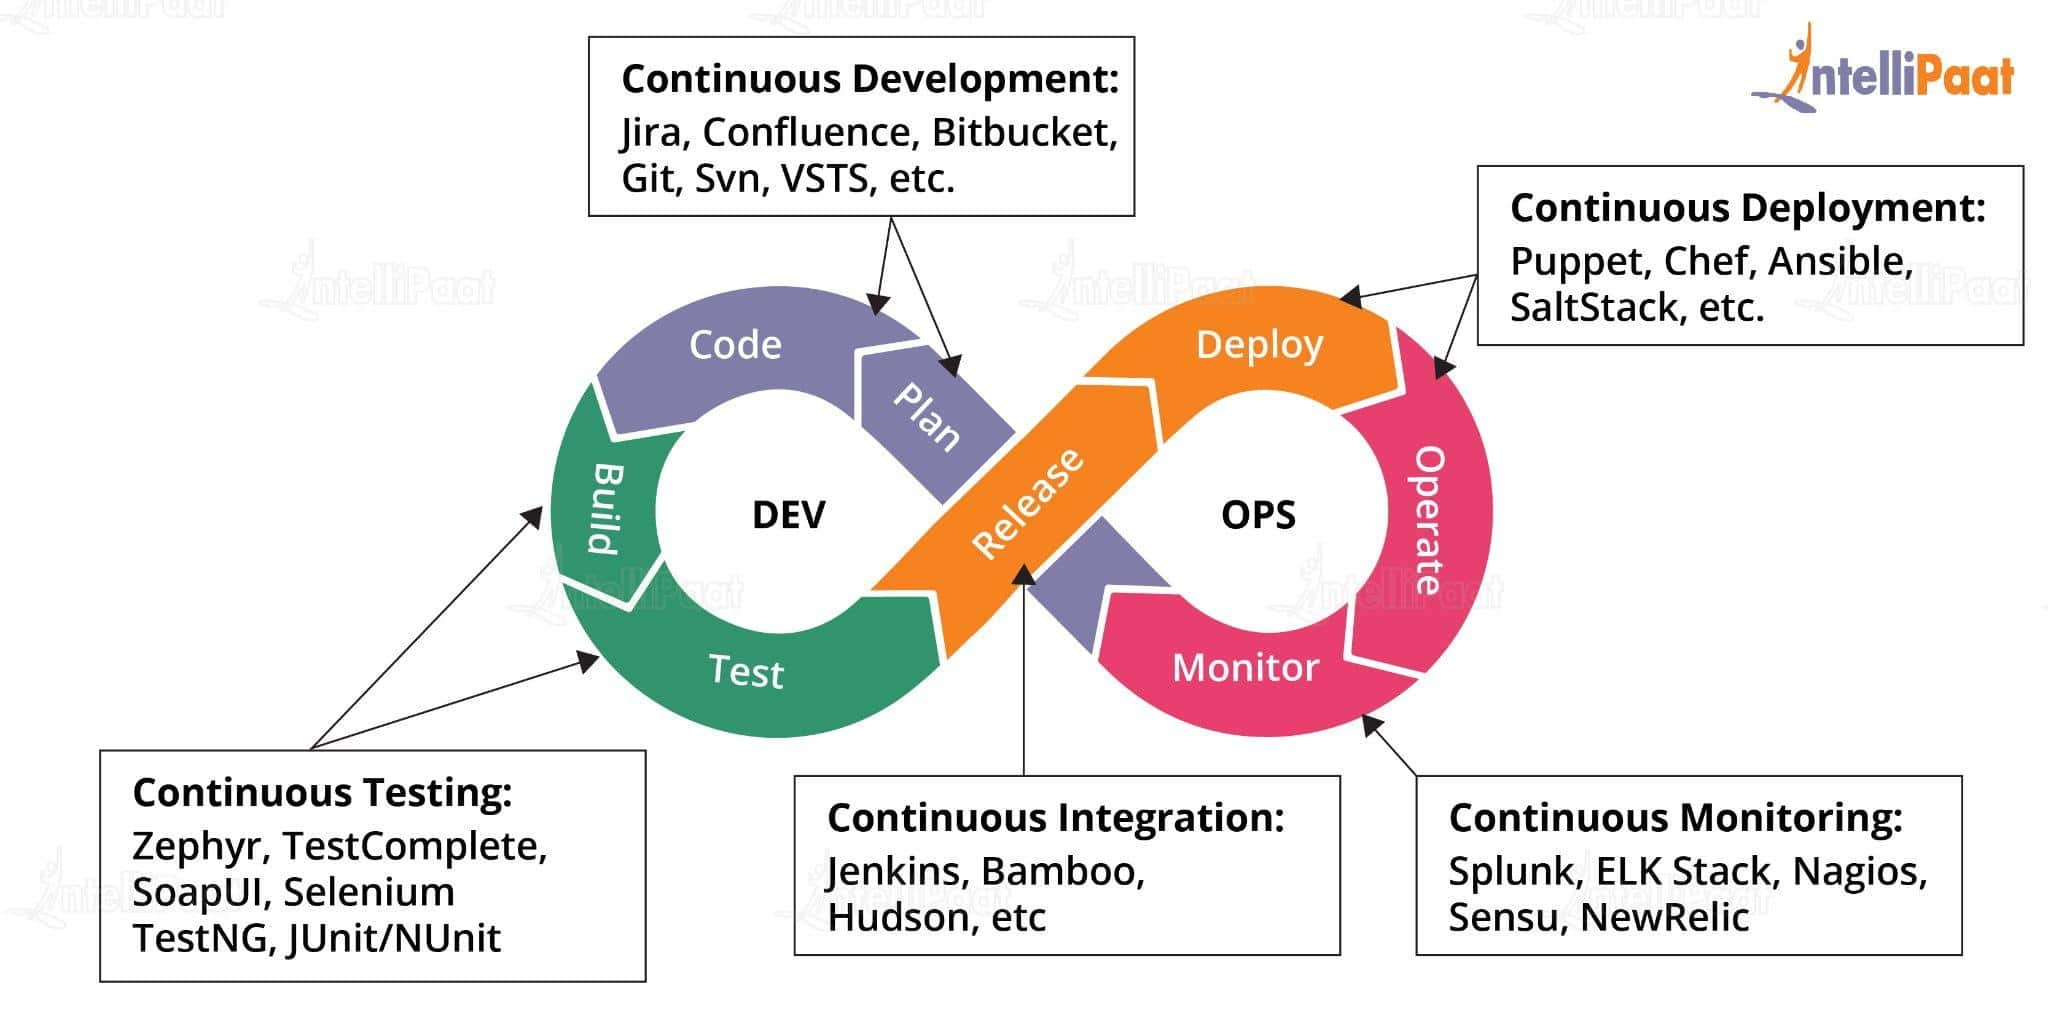 IntelliPaat
Continuous Development:
Jira, Confluence, Bitbucket,
Git, Svn, VSTS, etc.
Continuous Deployment:
Puppet, Chef, Ansible,
SaltStack, etc.
Code
Plan
Build
Test
DEV
Release
Deploy
Operate
Monitor
OPS
Continuous Testing:
Zephyr, TestComplete,
SoapUI, Selenium
TestNG, JUnit/NUnit
Continuous Integration:
Jenkins, Bamboo,
Hudson, etc
Continuous Monitoring:
Splunk, ELK Stack, Nagios,
Sensu, NewRelic